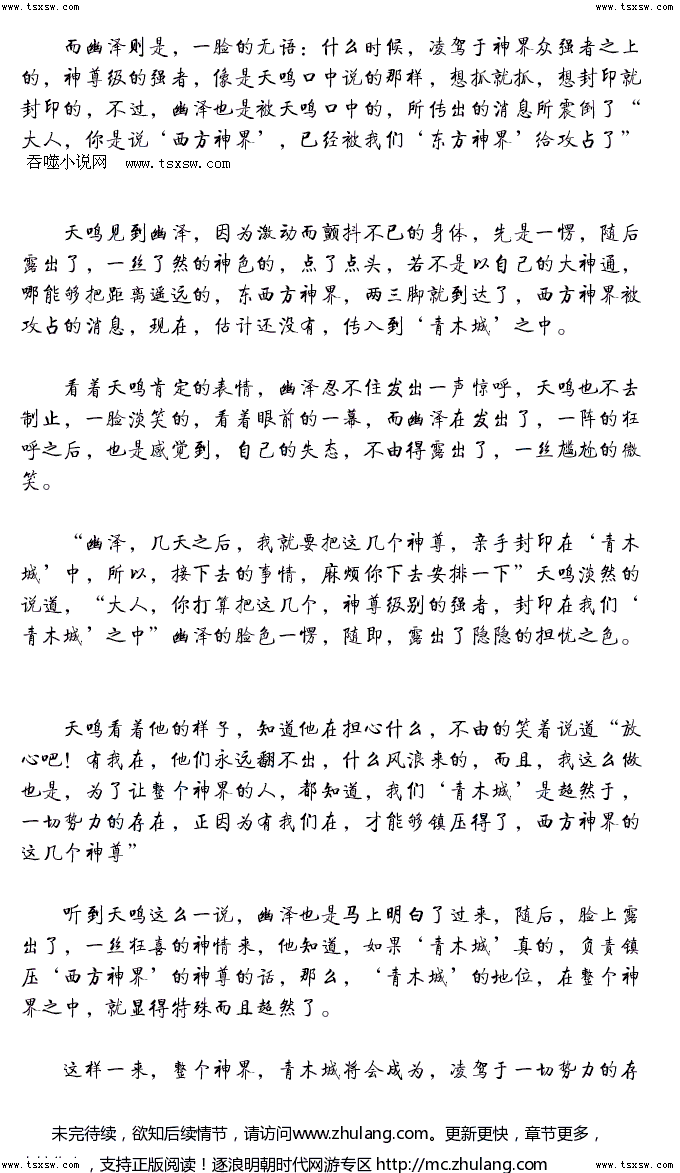 www.tsxsw.com www.tsxsw.com www.tsxsw.com
而幽泽则是，一脸的无语：什么时候，凌驾于神界众强者之上
的，神尊级的强者，像是天鸣口中说的那样，想抓就抓，想封印就
封印的，不过，幽泽也是被天鸣口中的，所传出的消息所震倒了“
大人，你是说‘西方神界’，已经被我们‘东方神界’给攻占了”
吞噬小说网 www.tsxsw.com
天鸣见到幽泽，因为激动而颤抖不已的身体，先是一愣，随后
露出了，一丝了然的神色的，点了点头，若不是以自己的大神通，
哪能够把距离遥远的，东西方神界，两三脚就到达了，西方神界被
攻占的消息，现在，估计还没有，传入到‘青木城’之中。
看着天鸣肯定的表情，幽泽忍不住发出一声惊呼，天鸣也不去
制止，一脸淡笑的，看着眼前的一幕，而幽泽在发出了，一阵的狂
呼之后，也是感觉到，自己的失态，不由得露出了，一丝尴尬的微
笑。
“幽泽，几天之后，我就要把这几个神尊，亲手封印在‘青木
城’中，所以，接下去的事情，麻烦你下去安排一下”天鸣淡然的
说道，“大人，你打算把这几个，神尊级别的强者，封印在我们‘
青木城’之中”幽泽的脸色一愣，随即，露出了隐隐的担忧之色。
天鸣看着他的样子，知道他在担心什么，不由的笑着说道“放
心吧！有我在，他们永远翻不出，什么风浪来的，而且，我这么做
也是，为了让整个神界的人，都知道，我们‘青木城’是超然于，
一切势力的存在，正因为有我们在，才能够镇压得了，西方神界的
这几个神尊”
听到天鸣这么一说，幽泽也是马上明白了过来，随后，脸上露
出了，一丝狂喜的神情来，他知道，如果‘青木城’真的，负责镇
压‘西方神界’的神尊的话，那么，‘青木城’的地位，在整个神
界之中，就显得特殊而且超然了。
这样一来，整个神界，青木城将会成为，凌驾于一切势力的存
未完待续，欲知后续情节，请访问www.zhulang.com。更新更快，章节更多，
，支持正版阅读！逐浪明朝时代网游专区 http://mc.zhulang.com
www.tsxsw.com www.tsxsw.com www.tsxsw.com